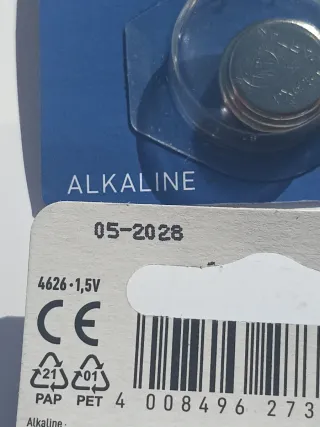 ALKALINE
05-2028
4626·1,5V
CE
21 01
PAP PET
4 008496 273
Alkaline ·